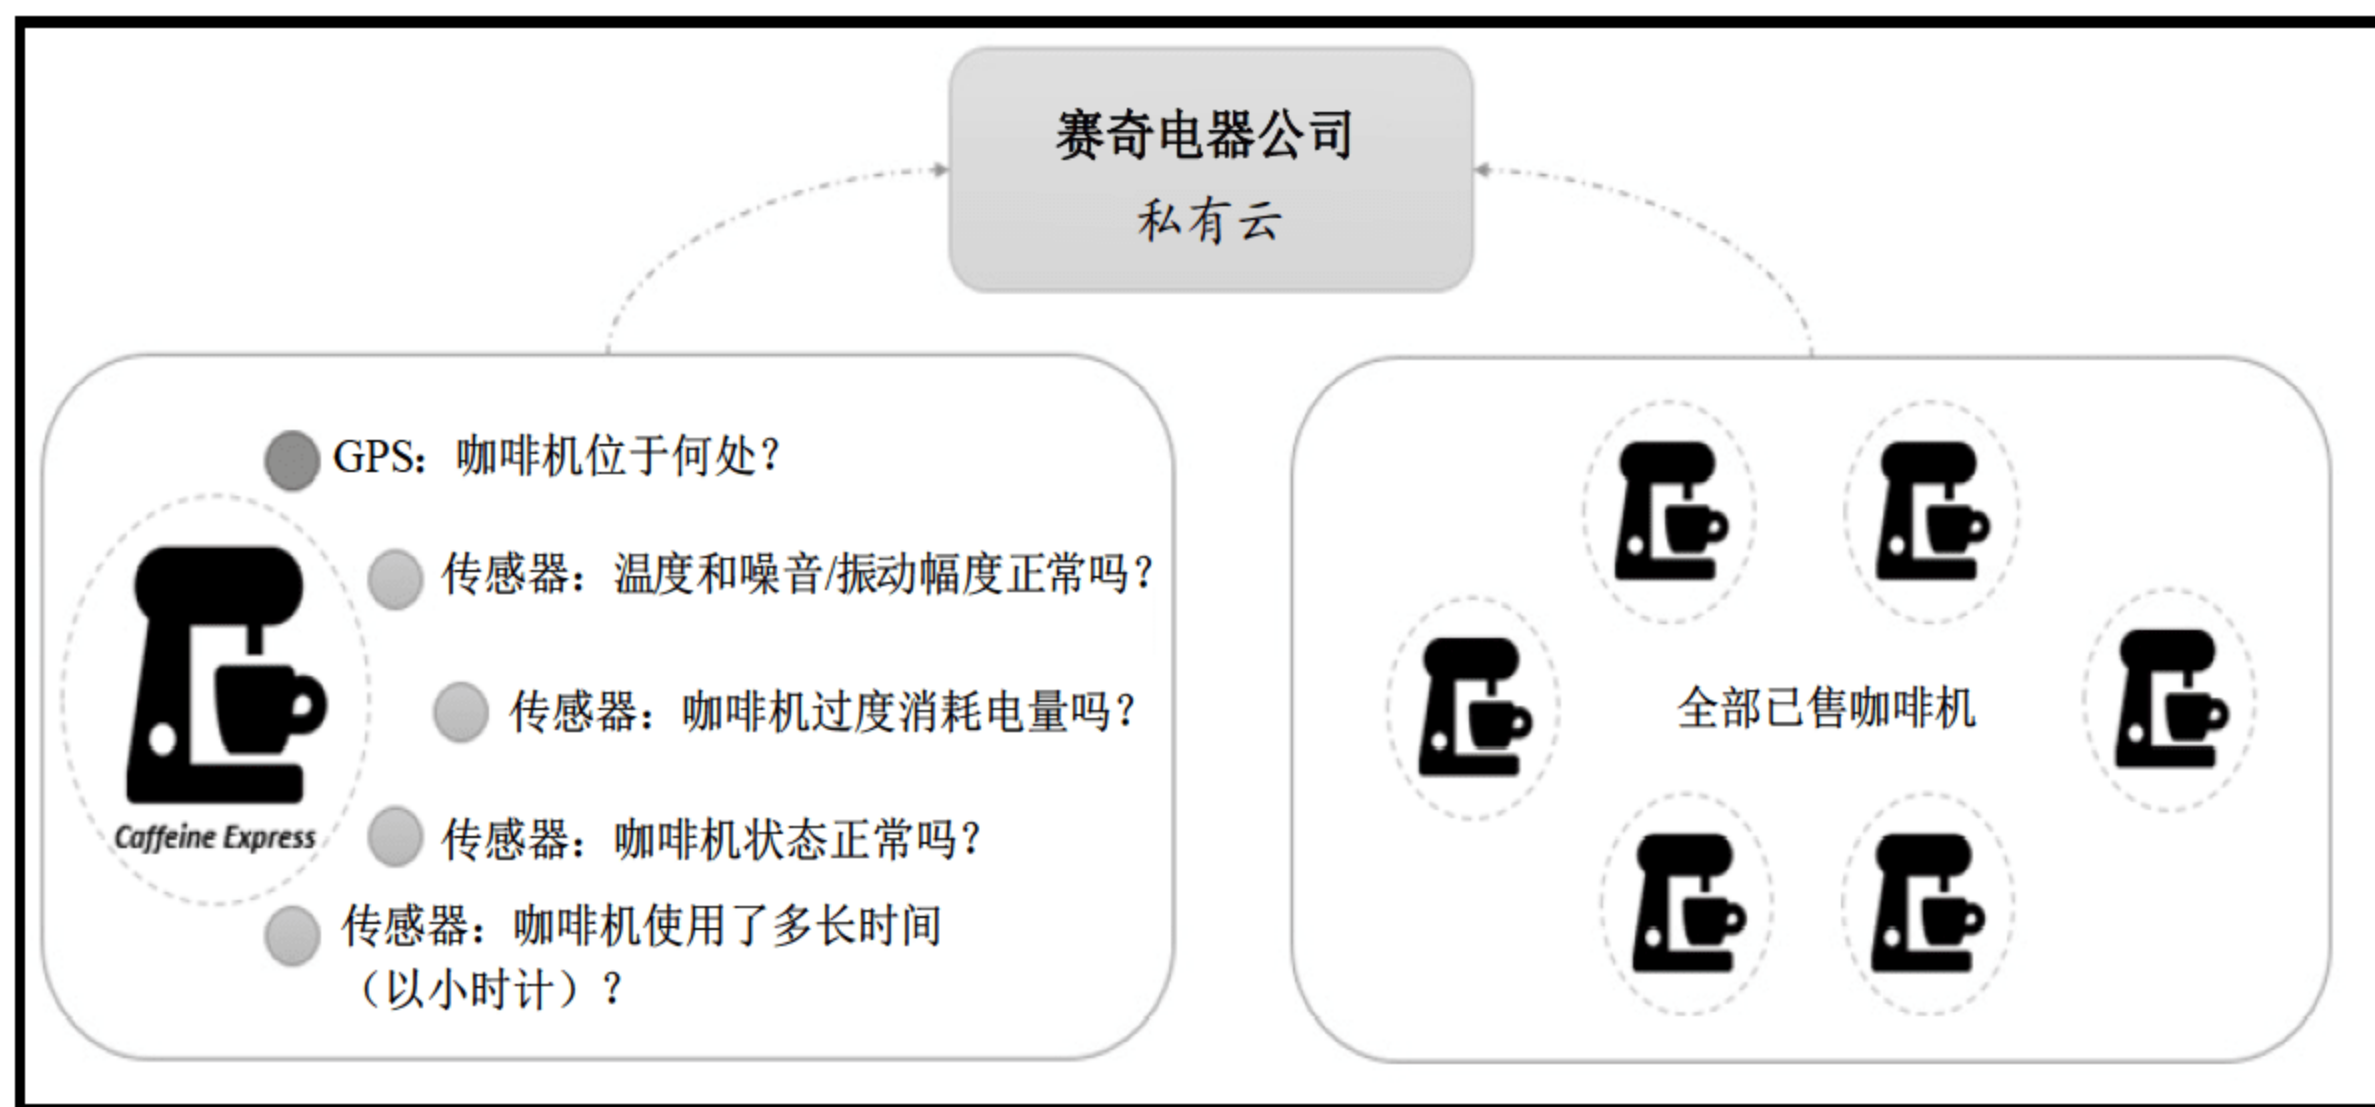 赛奇电器公司
私有云
GPS：咖啡机位于何处？
传感器：温度和噪音/振动幅度正常吗？
传感器：咖啡机过度消耗电量吗？
传感器：咖啡机状态正常吗？
Caffeine Express
传感器：咖啡机使用了多长时间
（以小时计）？
全部已售咖啡机